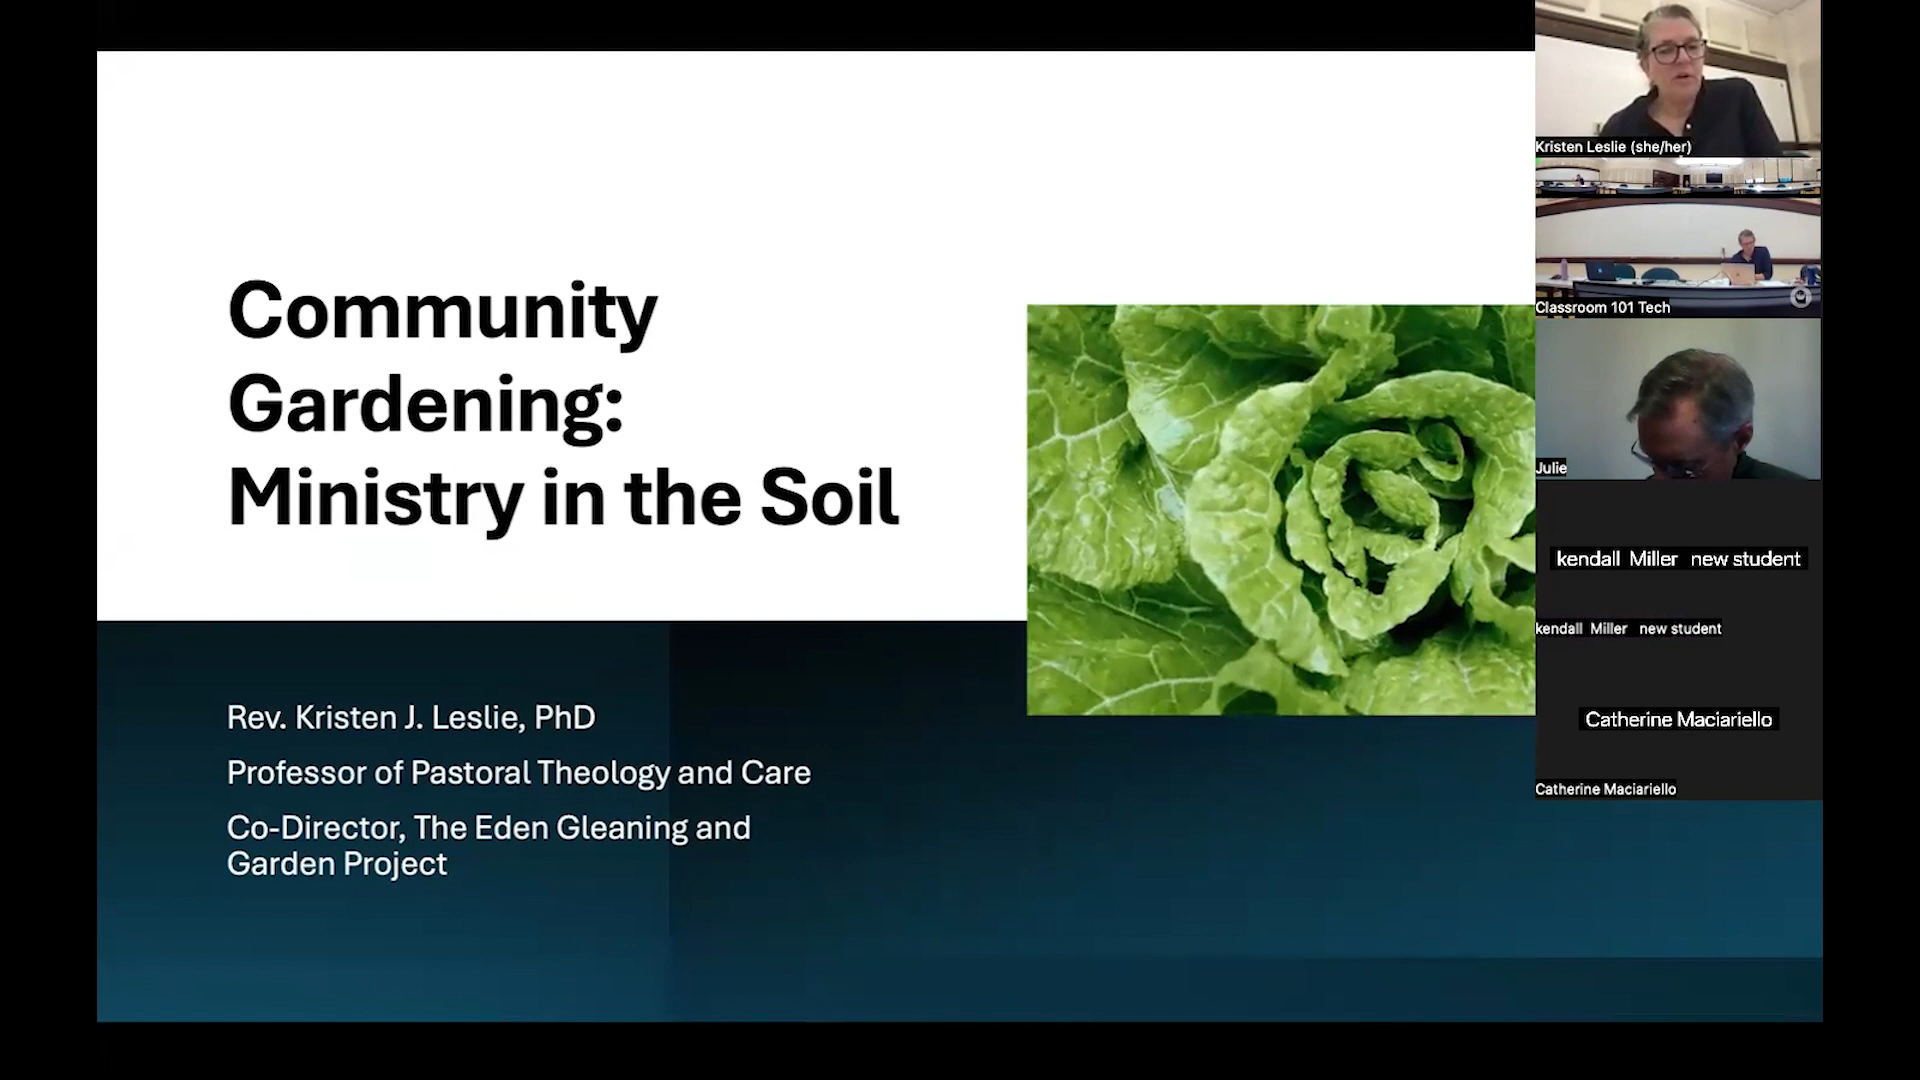 Community
Gardening:
Ministry in the Soil
Rev. Kristen J. Leslie, PhD
Professor of Pastoral Theology and Care
Co-Director, The Eden Gleaning and
Garden Project
Kristen Leslie (she/her)
Classroom 101 Tech
Julie
kendall Miller new student
kendall Miller new student
Catherine Maciariello
Catherine Maciariello